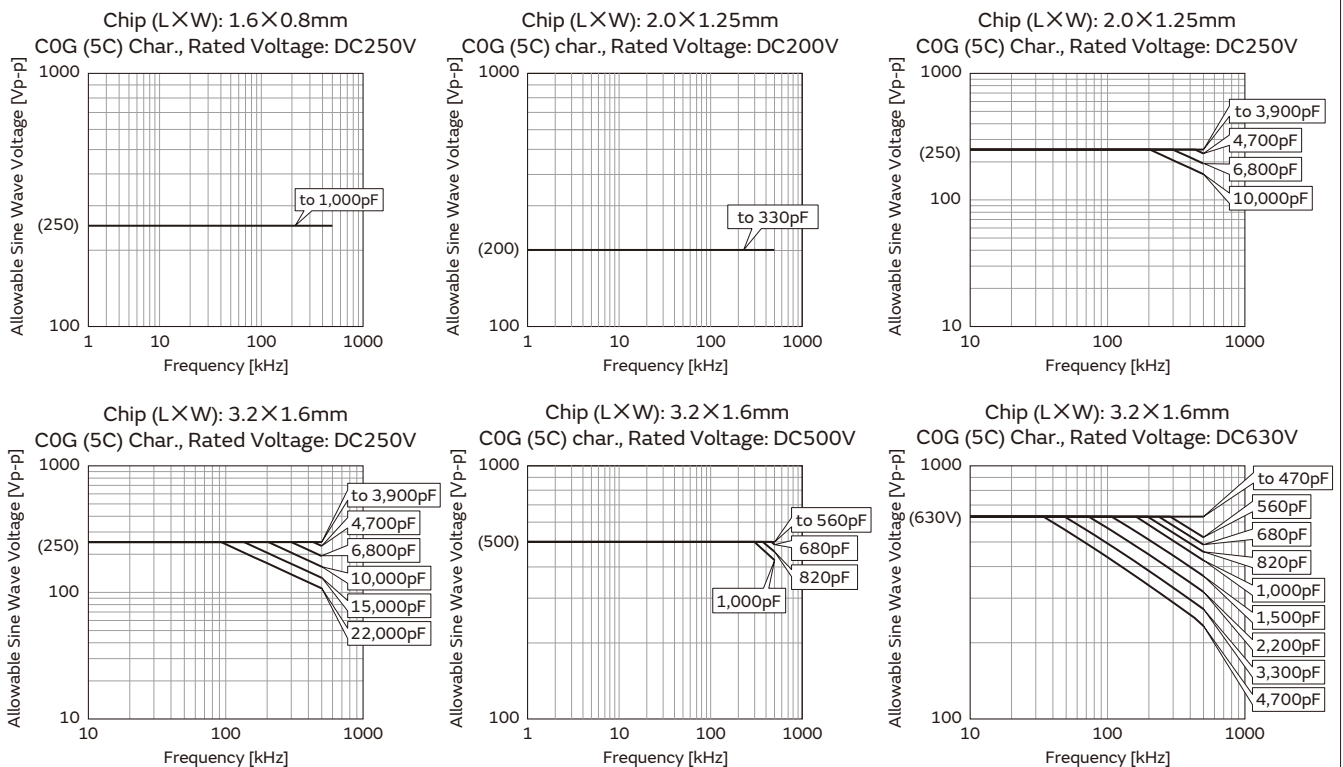 Chip (L×W): 1.6×0.8mm
C0G (5C) Char., Rated Voltage: DC250V
Allowable Sine Wave Voltage [Vp-p]
1000
(250)
100
to 1,000pF
1
10
100
1000
Frequency [kHz]
Chip (L×W): 2.0×1.25mm
C0G (5C) char., Rated Voltage: DC200V
Allowable Sine Wave Voltage [Vp-p]
1000
(200)
100
to 330pF
1
10
100
1000
Frequency [kHz]
Chip (L×W): 2.0×1.25mm
C0G (5C) Char., Rated Voltage: DC250V
Allowable Sine Wave Voltage [Vp-p]
1000
(250)
100
10
to 3,900pF
4,700pF
6,800pF
10,000pF
10
100
1000
Frequency [kHz]
Chip (L×W): 3.2×1.6mm
C0G (5C) Char., Rated Voltage: DC250V
Allowable Sine Wave Voltage [Vp-p]
1000
(250)
100
10
to 3,900pF
4,700pF
6,800pF
10,000pF
15,000pF
22,000pF
10
100
1000
Frequency [kHz]
Chip (L×W): 3.2×1.6mm
C0G (5C) char., Rated Voltage: DC500V
Allowable Sine Wave Voltage [Vp-p]
1000
(500)
100
to 560pF
680pF
820pF
1,000pF
1
10
100
1000
Frequency [kHz]
Chip (L×W): 3.2×1.6mm
C0G (5C) Char., Rated Voltage: DC630V
Allowable Sine Wave Voltage [Vp-p]
1000
(630V)
100
to 470pF
560pF
680pF
820pF
1,000pF
1,500pF
2,200pF
3,300pF
4,700pF
10
100
1000
Frequency [kHz]